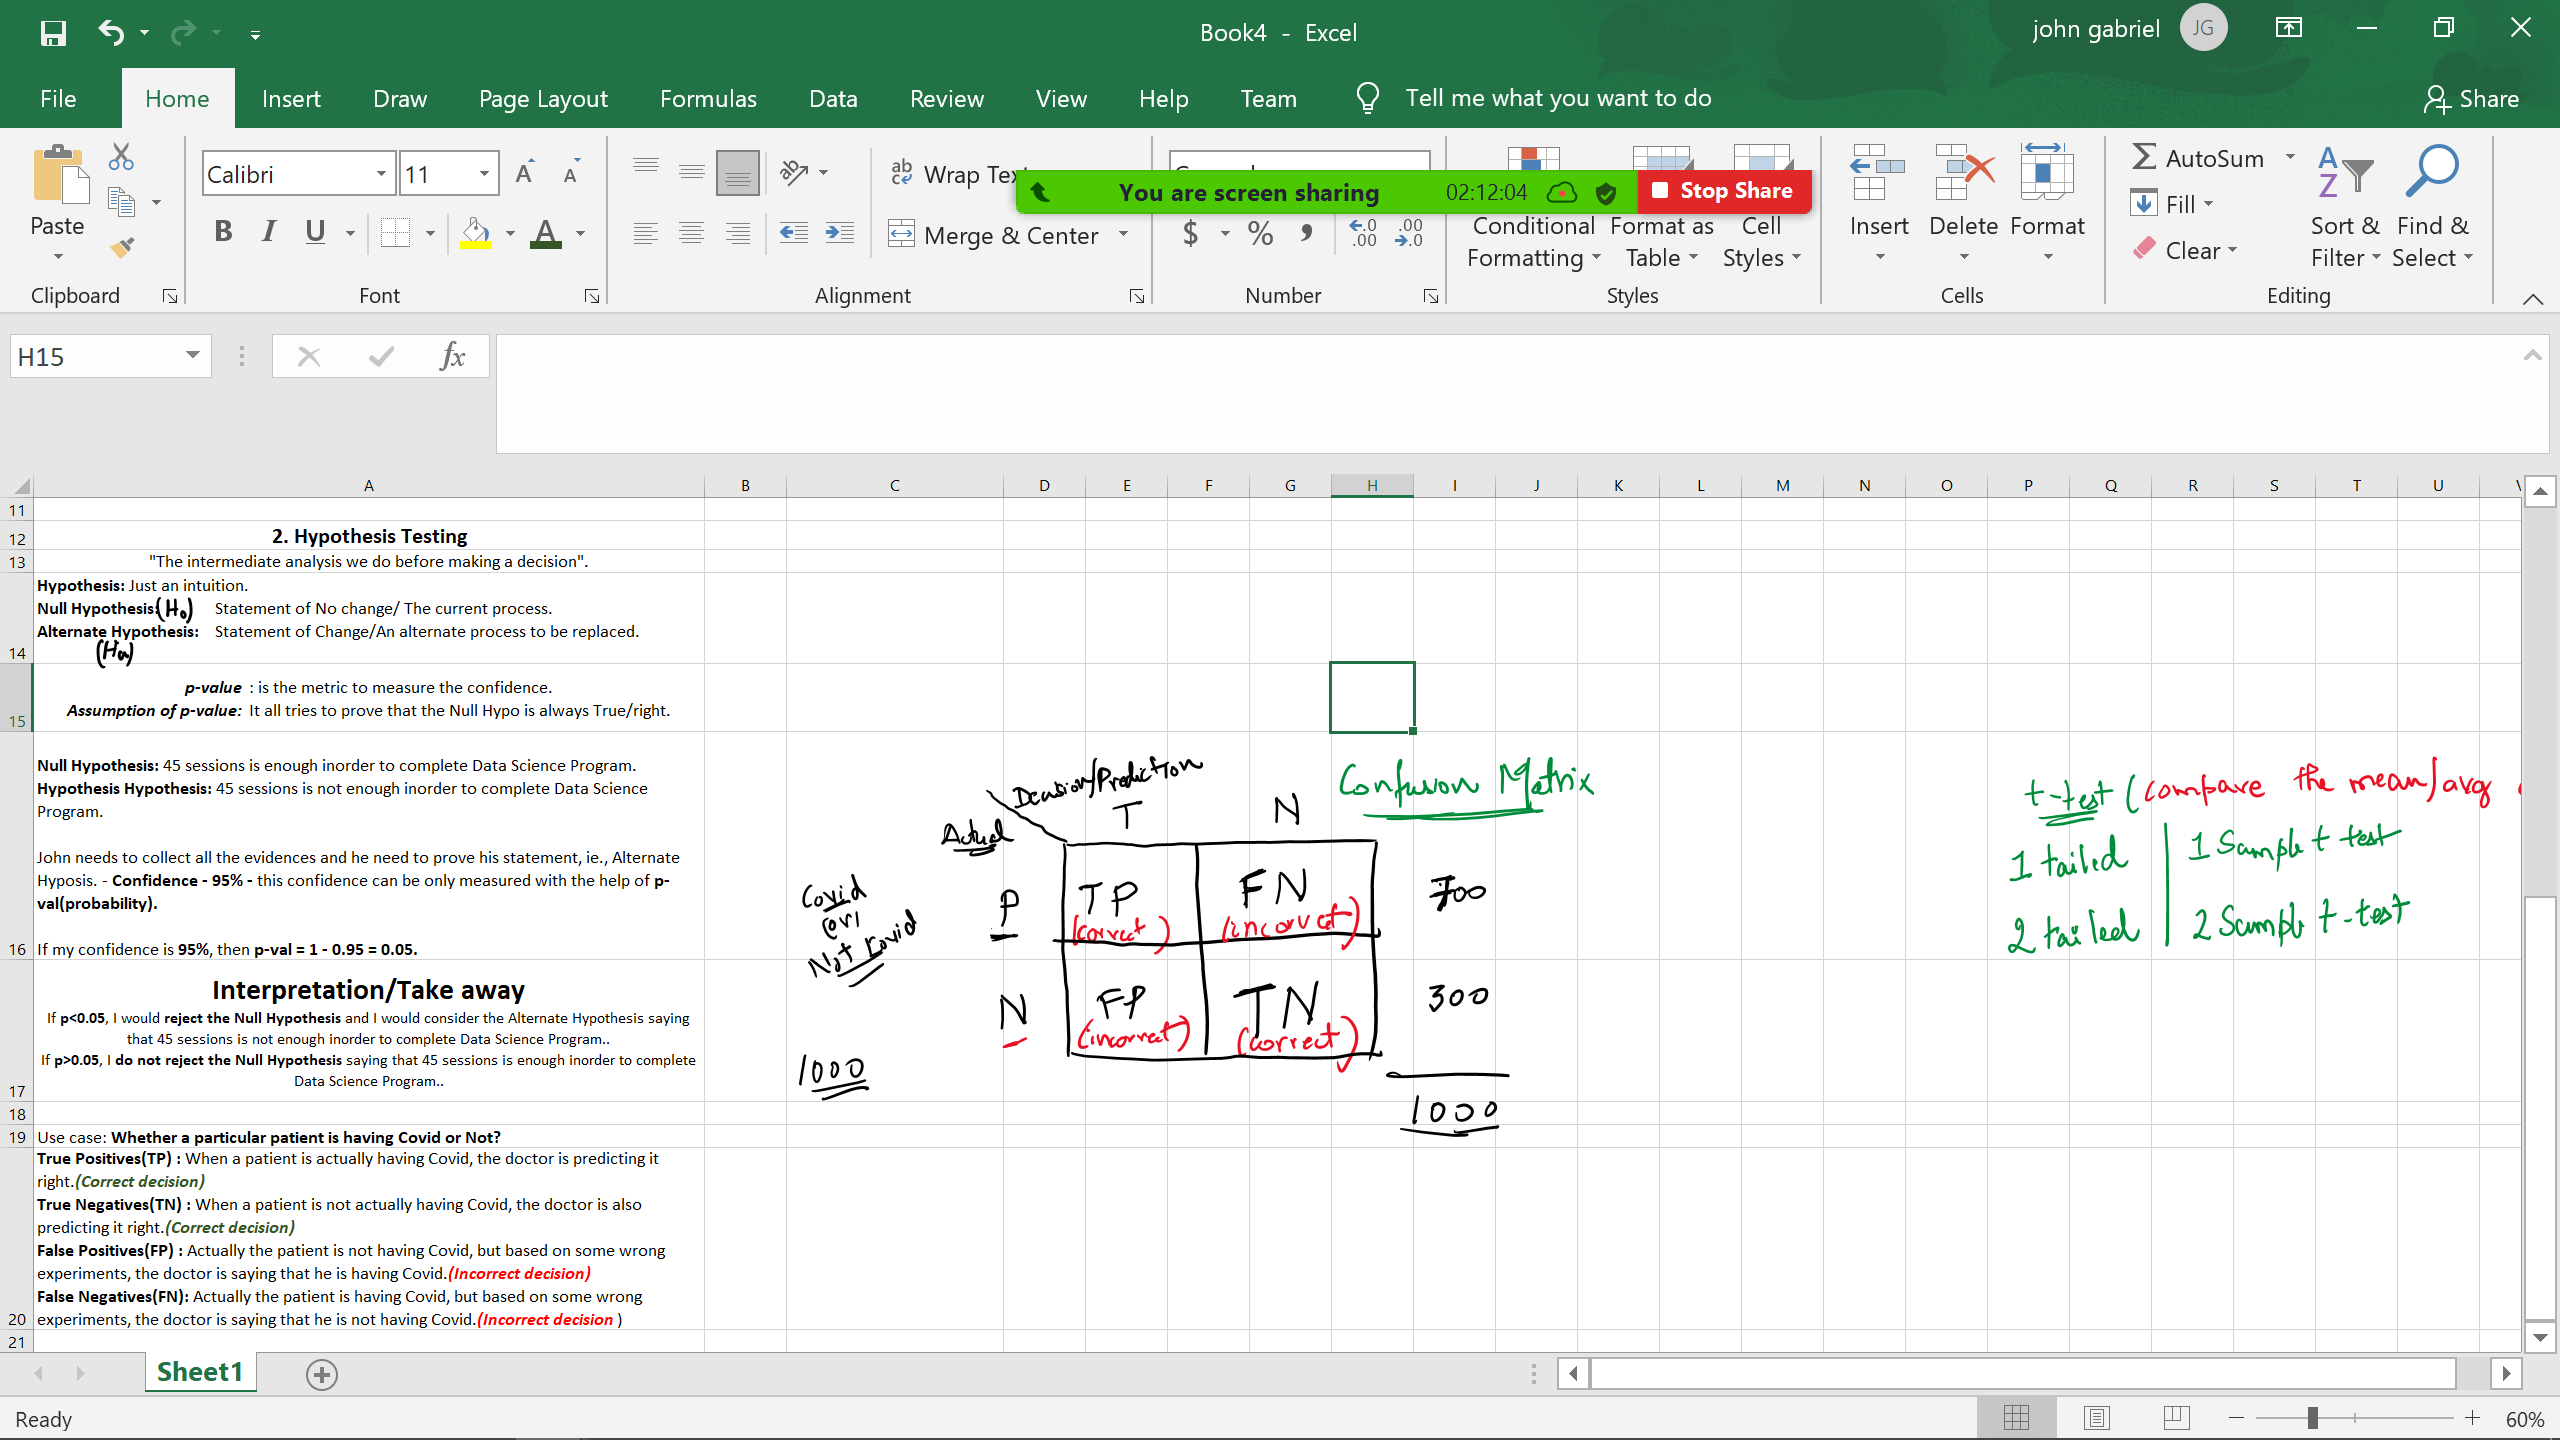 Book4 - Excel
john gabriel
JG
File
Home
Insert
Draw
Page Layout
Formulas
Data
Review
View
Help
Team
Tell me what you want to do
Share
Paste
Clipboard
Calibri
11
B I U
Font
Wrap Tex
Merge & Center
Alignment
You are screen sharing
02:12:04
Stop Share
$ % ,
Number
Conditional
Formatting
Format as
Table
Cell
Styles
Styles
Insert
Delete
Format
Cells
AutoSum
Fill
Clear
Sort &
Filter
Find &
Select
Editing
H15
fx
A B C D E F G H I J K L M N O P Q R S T U
11
12 2. Hypothesis Testing
13 "The intermediate analysis we do before making a decision".
Hypothesis: Just an intuition.
Null Hypothesis: (H0) Statement of No change/ The current process.
Alternate Hypothesis: Statement of Change/An alternate process to be replaced.
14 (Ha)
p-value : is the metric to measure the confidence.
15 Assumption of p-value: It all tries to prove that the Null Hypo is always True/right.
Null Hypothesis: 45 sessions is enough inorder to complete Data Science Program.
Hypothesis Hypothesis: 45 sessions is not enough inorder to complete Data Science
Program.
John needs to collect all the evidences and he need to prove his statement, ie., Alternate
Hyposis. - Confidence - 95% - this confidence can be only measured with the help of p-
val(probability).
16 If my confidence is 95%, then p-val = 1 - 0.95 = 0.05.
Interpretation/Take away
If p<0.05, I would reject the Null Hypothesis and I would consider the Alternate Hypothesis saying
that 45 sessions is not enough inorder to complete Data Science Program..
If p>0.05, I do not reject the Null Hypothesis saying that 45 sessions is enough inorder to complete
17 Data Science Program..
18
19 Use case: Whether a particular patient is having Covid or Not?
True Positives(TP) : When a patient is actually having Covid, the doctor is predicting it
right.(Correct decision)
True Negatives(TN) : When a patient is not actually having Covid, the doctor is also
predicting it right.(Correct decision)
False Positives(FP) : Actually the patient is not having Covid, but based on some wrong
experiments, the doctor is saying that he is having Covid.(Incorrect decision)
False Negatives(FN): Actually the patient is having Covid, but based on some wrong
20 experiments, the doctor is saying that he is not having Covid.(Incorrect decision )
21
Decision/Prediction
Confusion Matrix
Actual
T N
Covid
Not Covid
P TP FN 700
(correct) (incorrect)
N FP TN 300
(incorrect) (correct)
1000
1000
t-test (compare the mean/avg
1 tailed 1 Sample t test
2 tailed 2 Sample t-test
Sheet1
Ready
60%